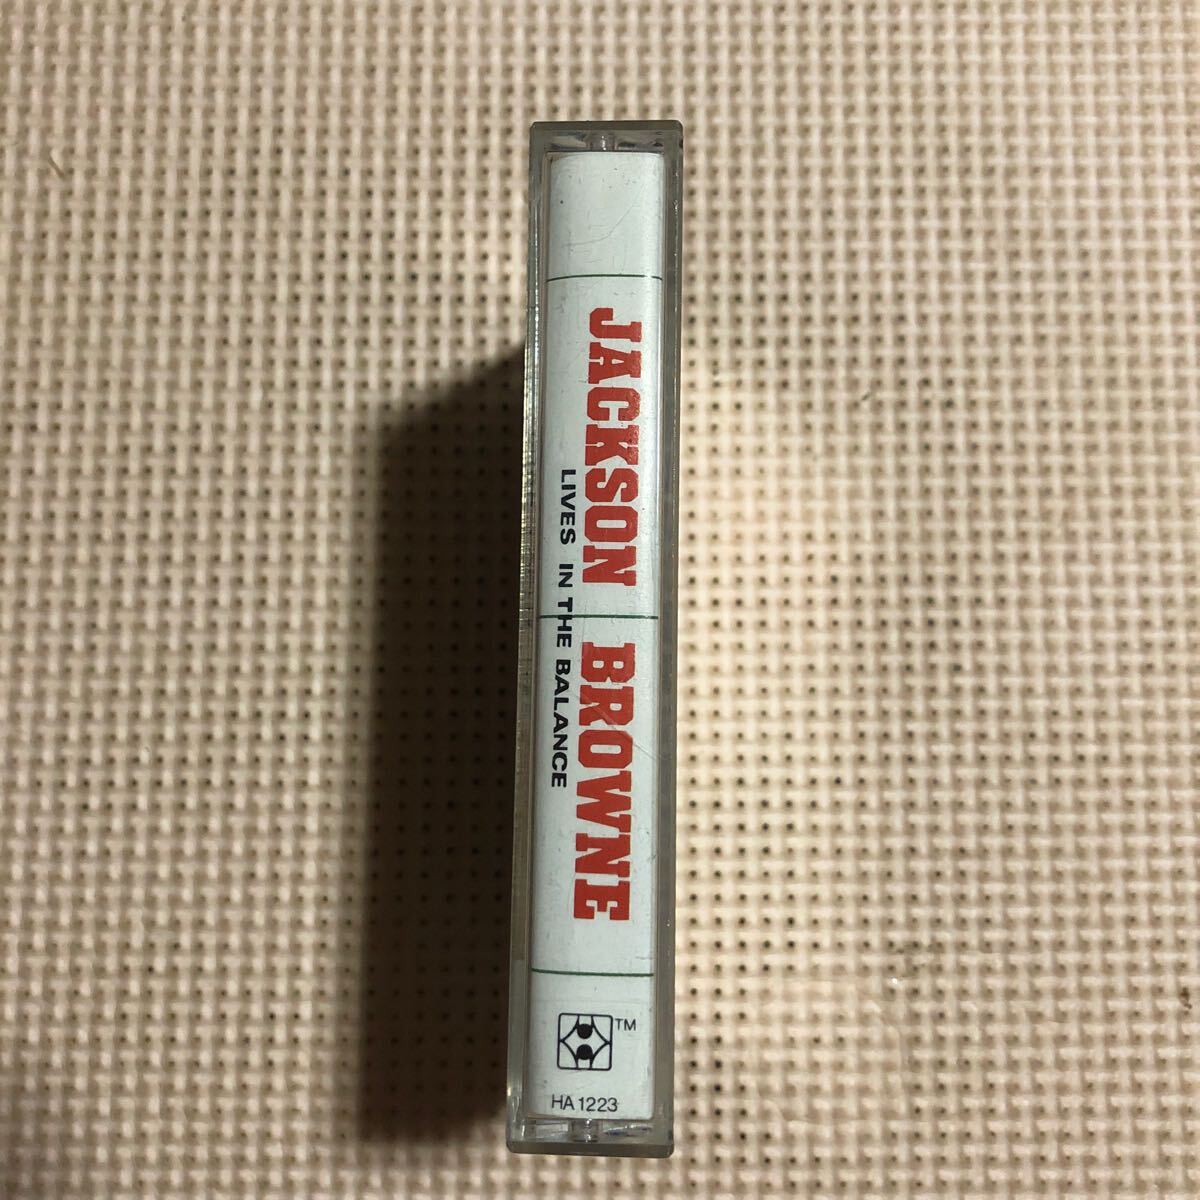 JACKSON BROWNE
LIVES IN THE BALANCE
TM
HA 1223